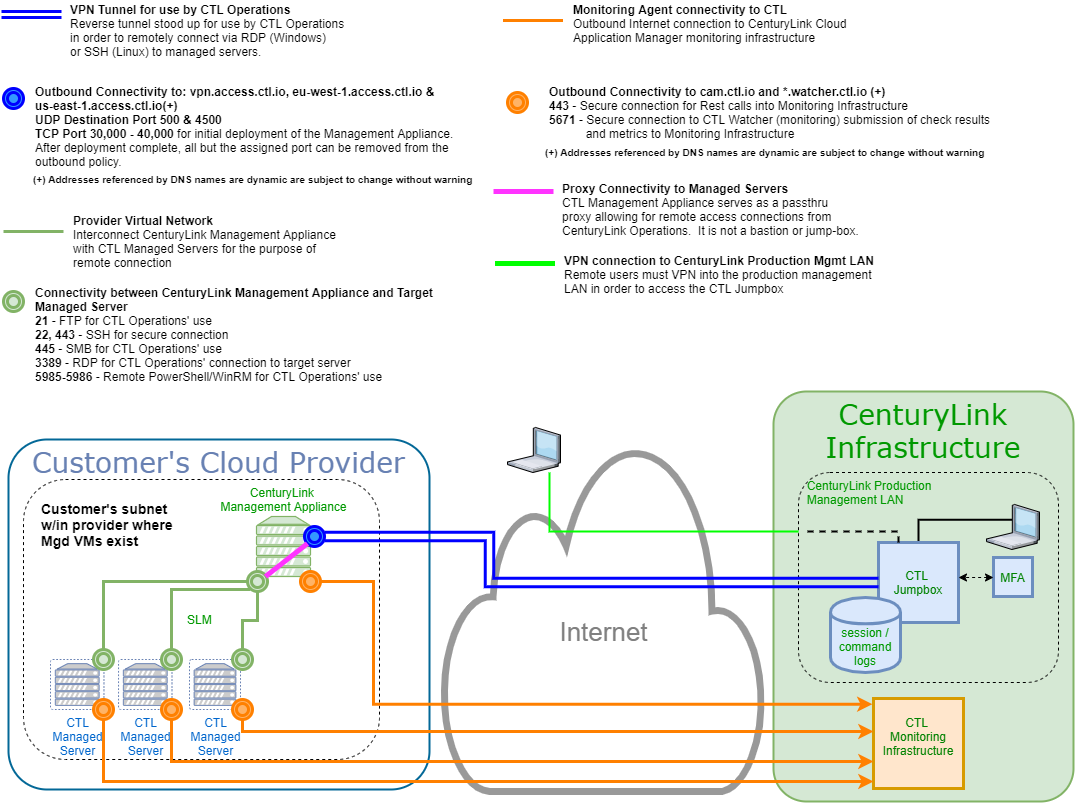 VPN Tunnel for use by CTL Operations
Reverse tunnel stood up for use by CTL Operations
in order to remotely connect via RDP (Windows)
or SSH (Linux) to managed servers.
Outbound Connectivity to: vpn.access.ctl.io, eu-west-1.access.ctl.io &
us-east-1.access.ctl.io(+)
UDP Destination Port 500 & 4500
TCP Port 30,000 - 40,000 for initial deployment of the Management Appliance.
After deployment complete, all but the assigned port can be removed from the
outbound policy.
(+) Addresses referenced by DNS names are dynamic are subject to change without warning
Provider Virtual Network
Interconnect CenturyLink Management Appliance
with CTL Managed Servers for the purpose of
remote connection
Connectivity between CenturyLink Management Appliance and Target
Managed Server
21 - FTP for CTL Operations' use
22, 443 - SSH for secure connection
445 - SMB for CTL Operations' use
3389 - RDP for CTL Operations' connection to target server
5985-5986 - Remote PowerShell/WinRM for CTL Operations' use
Monitoring Agent connectivity to CTL
Outbound Internet connection to CenturyLink Cloud
Application Manager monitoring infrastructure
Outbound Connectivity to cam.ctl.io and *.watcher.ctl.io (+)
443 - Secure connection for Rest calls into Monitoring Infrastructure
5671 - Secure connection to CTL Watcher (monitoring) submission of check results
and metrics to Monitoring Infrastructure
(+) Addresses referenced by DNS names are dynamic are subject to change without warning
Proxy Connectivity to Managed Servers
CTL Management Appliance serves as a passthru
proxy allowing for remote access connections from
CenturyLink Operations. It is not a bastion or jump-box.
VPN connection to CenturyLink Production Mgmt LAN
Remote users must VPN into the production management
LAN in order to access the CTL Jumpbox
Customer's Cloud Provider
Customer's subnet
w/in provider where
Mgd VMs exist
CenturyLink
Management Appliance
SLM
CTL
Managed
Server
CTL
Managed
Server
CTL
Managed
Server
Internet
CenturyLink
Infrastructure
CenturyLink Production
Management LAN
CTL
Jumpbox
MFA
session /
command
logs
CTL
Monitoring
Infrastructure